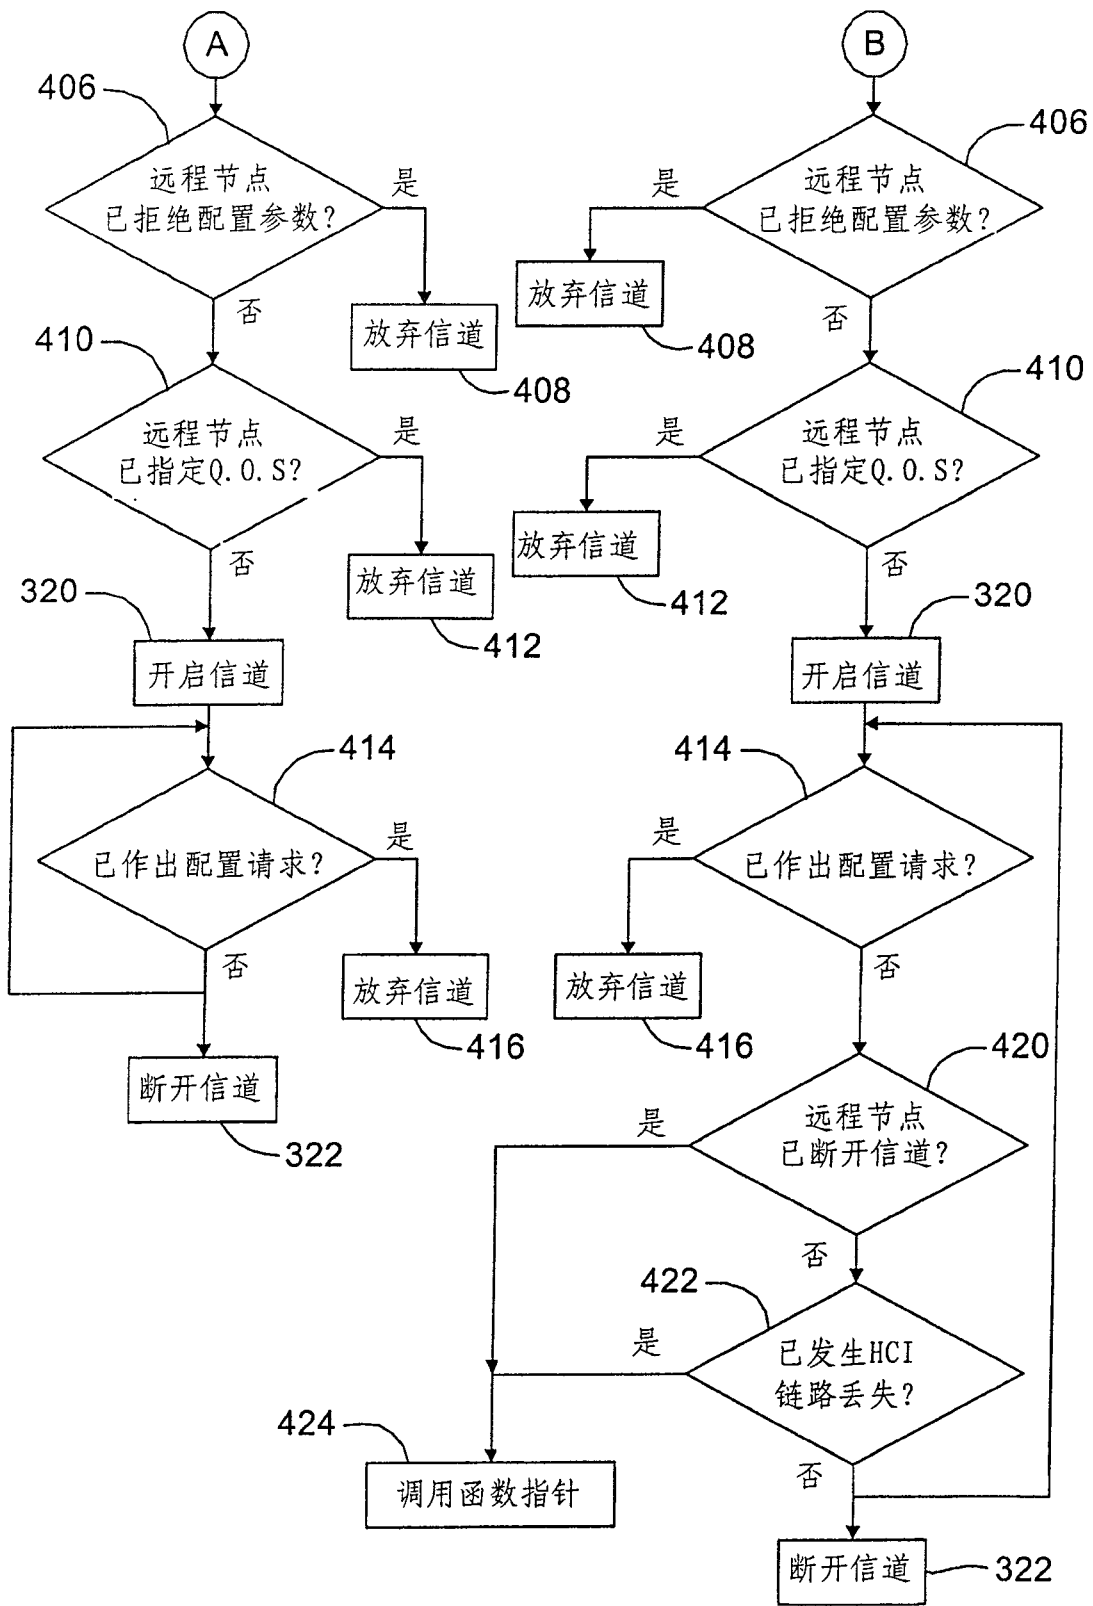 A
406
远程节点
已拒绝配置参数?
是
否
放弃信道
408
410
远程节点
已指定Q.O.S?
是
否
放弃信道
412
320
开启信道
414
已作出配置请求?
是
否
放弃信道
416
断开信道
322
B
406
远程节点
已拒绝配置参数?
是
否
放弃信道
408
410
远程节点
已指定Q.O.S?
是
否
放弃信道
412
320
开启信道
414
已作出配置请求?
是
否
放弃信道
416
420
远程节点
已断开信道?
是
否
422
已发生HCI
链路丢失?
是
否
424
调用函数指针
断开信道
322